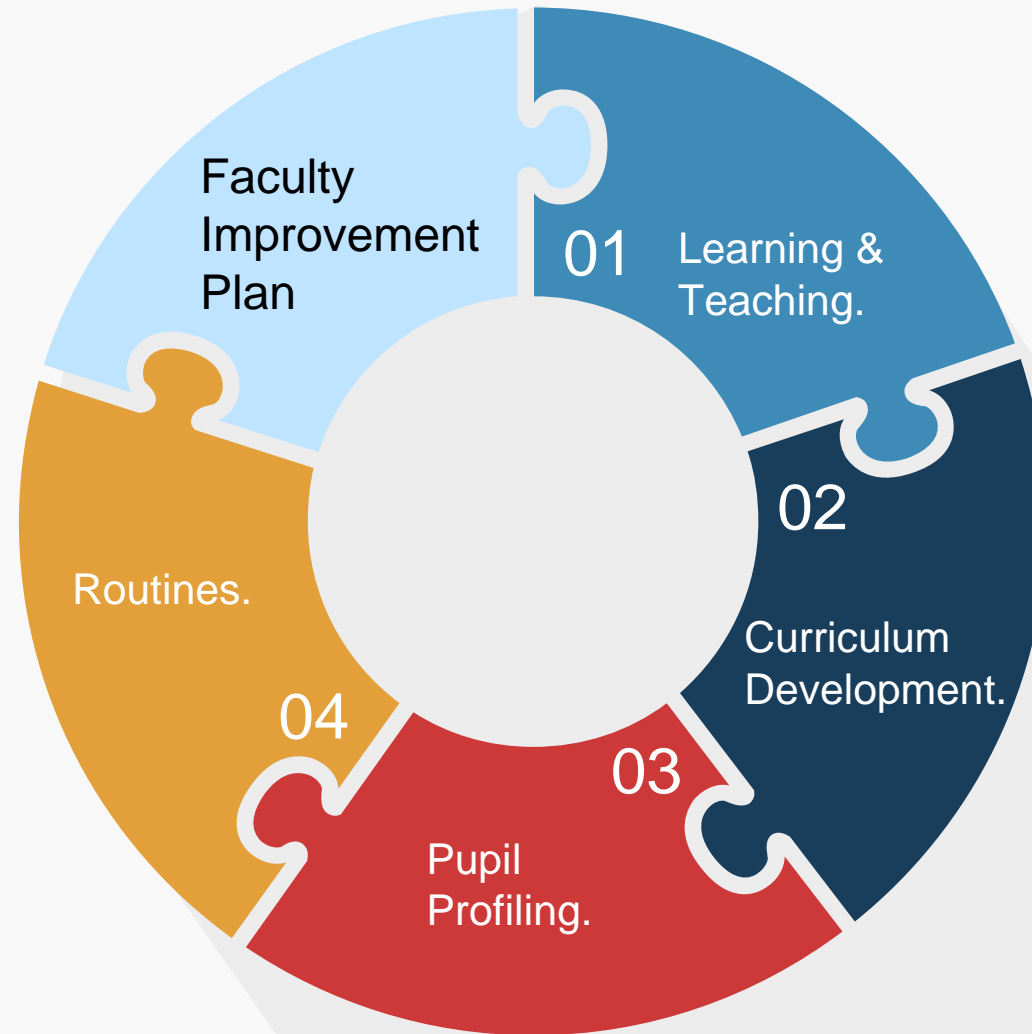 Faculty
Improvement
Plan
01
Learning &
Teaching.
02
Curriculum
Development.
03
Pupil
Profiling.
04
Routines.